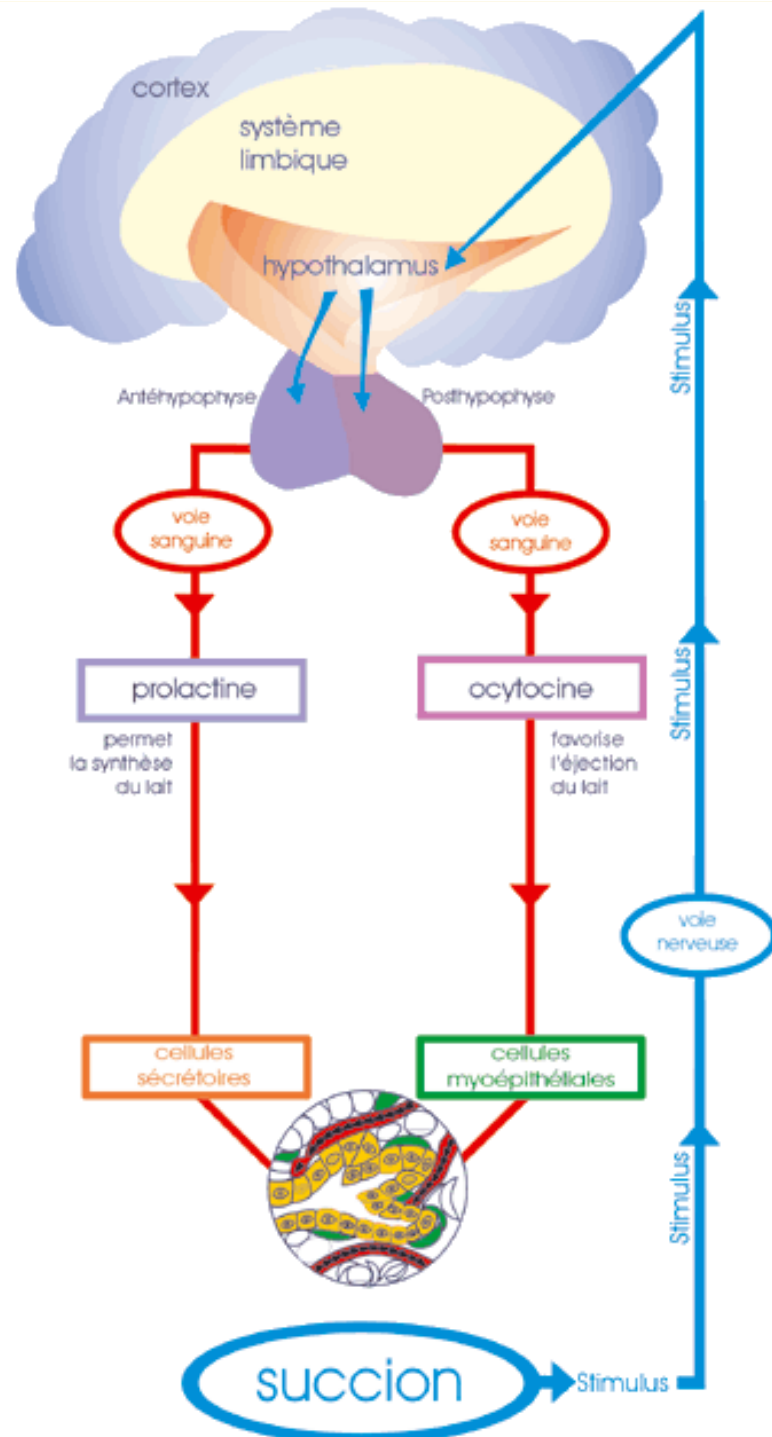 cortex
système
limbique
hypothalamus
Antéhypophyse
Posthypophyse
voie
sanguine
voie
sanguine
prolactine
ocytocine
permet
la synthèse
du lait
favorise
l'éjection
du lait
cellules
sécrétoires
cellules
myoépithéliales
succion
Stimulus
Stimulus
voie
nerveuse
Stimulus
Stimulus